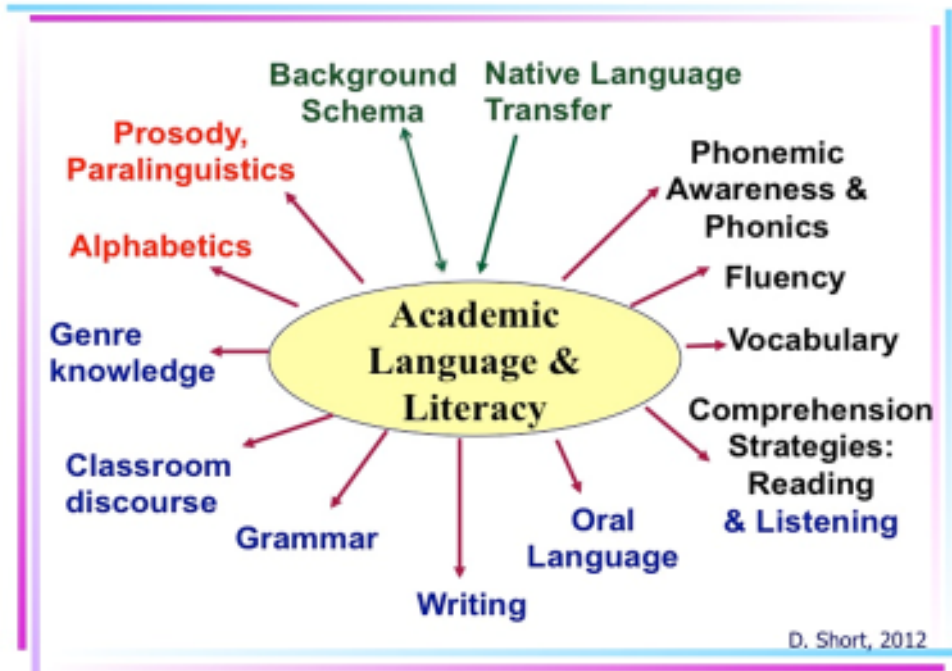 Background
Schema
Native Language
Transfer
Prosody,
Paralinguistics
Phonemic
Awareness &
Phonics
Alphabetics
Fluency
Academic
Language &
Literacy
Genre
knowledge
Vocabulary
Comprehension
Strategies:
Reading
& Listening
Classroom
discourse
Grammar
Oral
Language
Writing
D. Short, 2012